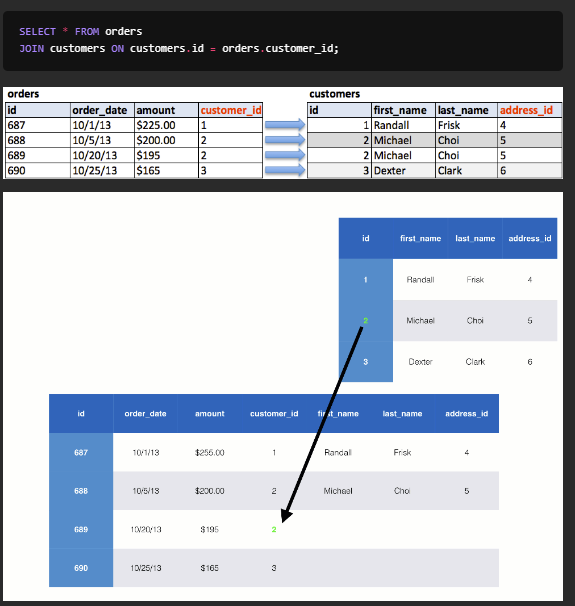 SELECT * FROM orders
JOIN customers ON customers.id = orders.customer_id;
orders customers
id order_date amount customer_id id first_name last_name address_id
687 10/1/13 $225.00 1 1 Randall Frisk 4
688 10/5/13 $200.00 2 2 Michael Choi 5
689 10/20/13 $195 2 2 Michael Choi 5
690 10/25/13 $165 3 3 Dexter Clark 6
id first_name last_name address_id
1 Randall Frisk 4
2 Michael Choi 5
3 Dexter Clark 6
id order_date amount customer_id first_name last_name address_id
687 10/1/13 $255.00 1 Randall Frisk 4
688 10/5/13 $200.00 2 Michael Choi 5
689 10/20/13 $195 2
690 10/25/13 $165 3